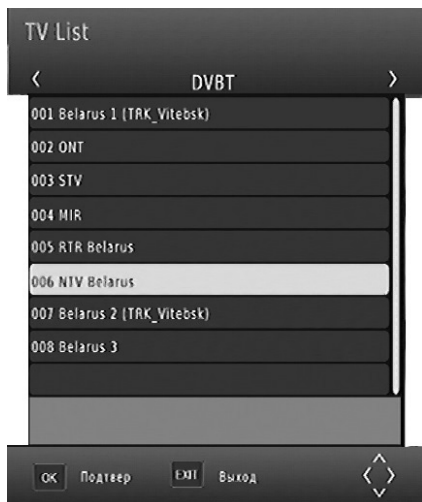 TV List
DVBT
001 Belarus 1 (TRK_Vitebsk)
002 ONT
003 STV
004 MIR
005 RTR Belarus
006 NTV Belarus
007 Belarus 2 (TRK_Vitebsk)
008 Belarus 3
OK Подтвер EXIT Выход